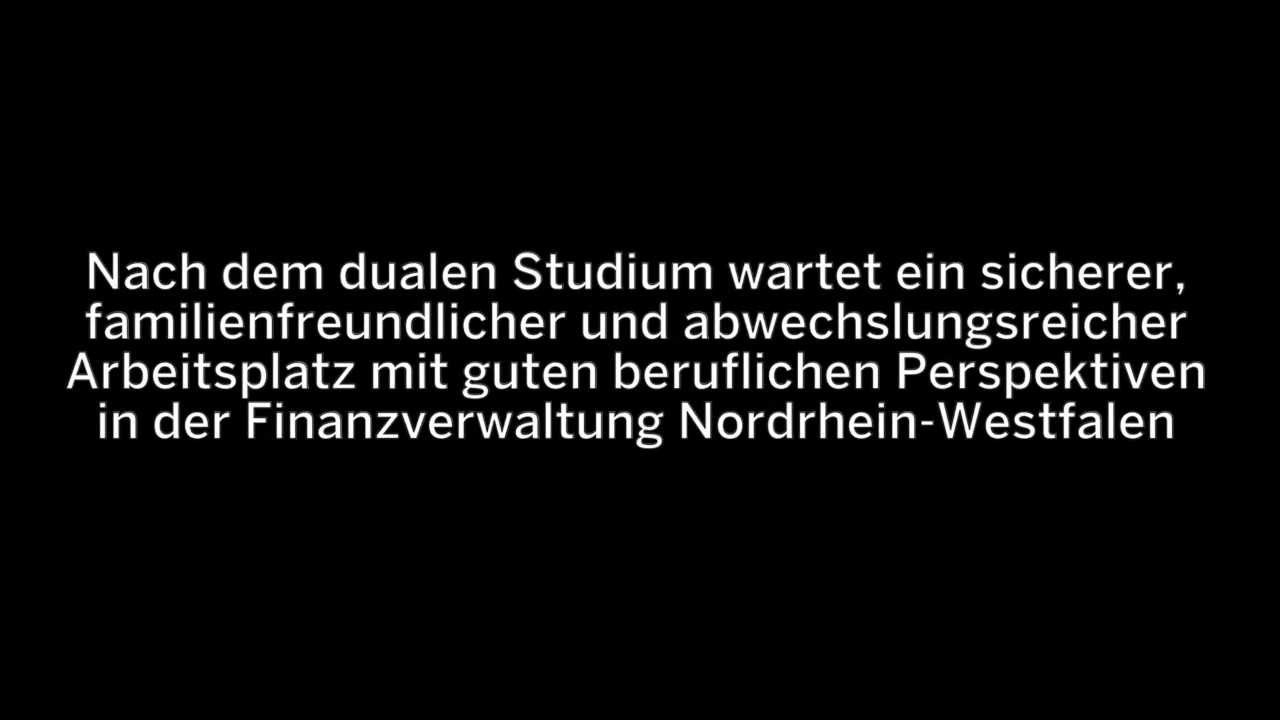 Nach dem dualen Studium wartet ein sicherer,
familienfreundlicher und abwechslungsreicher
Arbeitsplatz mit guten beruflichen Perspektiven
in der Finanzverwaltung Nordrhein-Westfalen